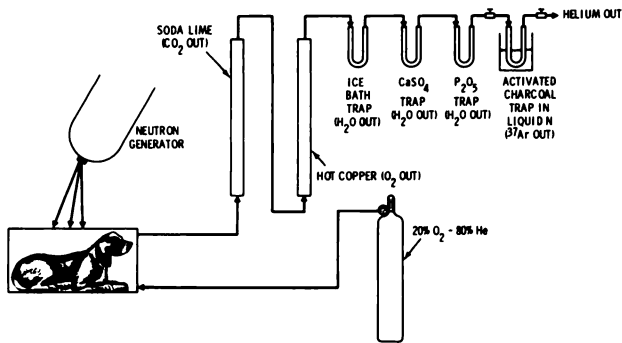 SODA LIME
(CO2 OUT)
NEUTRON
GENERATOR
ICE
BATH
TRAP
(H2O OUT)
CaSO4
TRAP
(H2O OUT)
P2O5
TRAP
(H2O OUT)
ACTIVATED
CHARCOAL
TRAP IN
LIQUID N
(37Ar OUT)
HELIUM OUT
HOT COPPER (O2 OUT)
20% O2 - 80% He